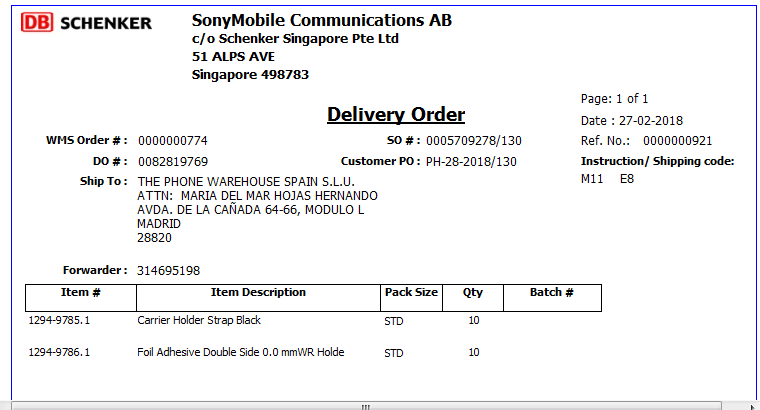 DB SCHENKER
SonyMobile Communications AB
c/o Schenker Singapore Pte Ltd
51 ALPS AVE
Singapore 498783
Page: 1 of 1
Delivery Order
Date : 27-02-2018
WMS Order # : 0000000774 SO # : 0005709278/130 Ref. No.: 0000000921
DO # : 0082819769 Customer PO : PH-28-2018/130 Instruction/ Shipping code:
Ship To : THE PHONE WAREHOUSE SPAIN S.L.U. M11 E8
ATTN: MARIA DEL MAR HOJAS HERNANDO
AVDA. DE LA CAÑADA 64-66, MODULO L
MADRID
28820
Forwarder : 314695198
Item # Item Description Pack Size Qty Batch #
1294-9785.1 Carrier Holder Strap Black STD 10
1294-9786.1 Foil Adhesive Double Side 0.0 mmWR Holde STD 10